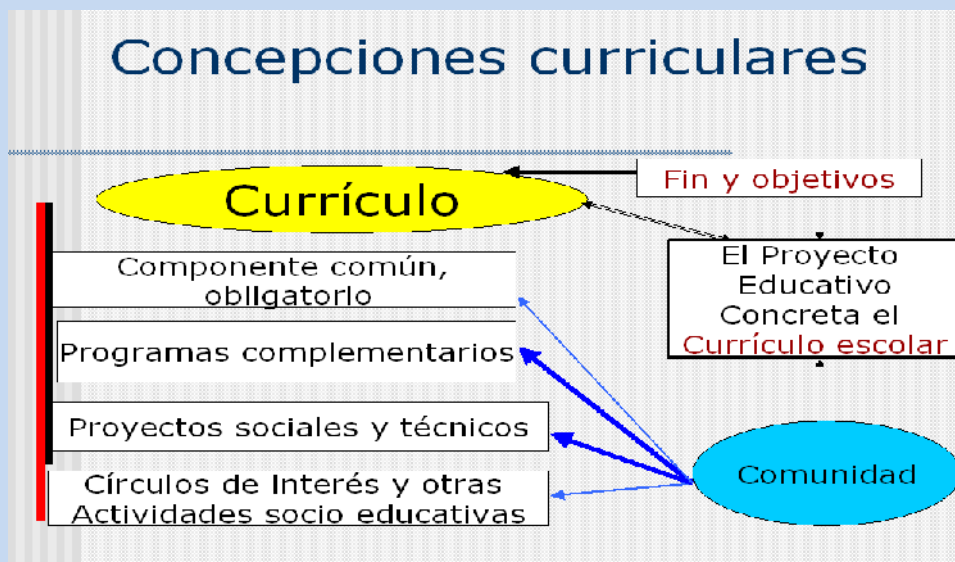 Concepciones curriculares
Fin y objetivos
Currículo
El Proyecto
Educativo
Concreta el
Currículo escolar
Componente común,
obligatorio
Programas complementarios
Proyectos sociales y técnicos
Comunidad
Círculos de Interés y otras
Actividades socio educativas